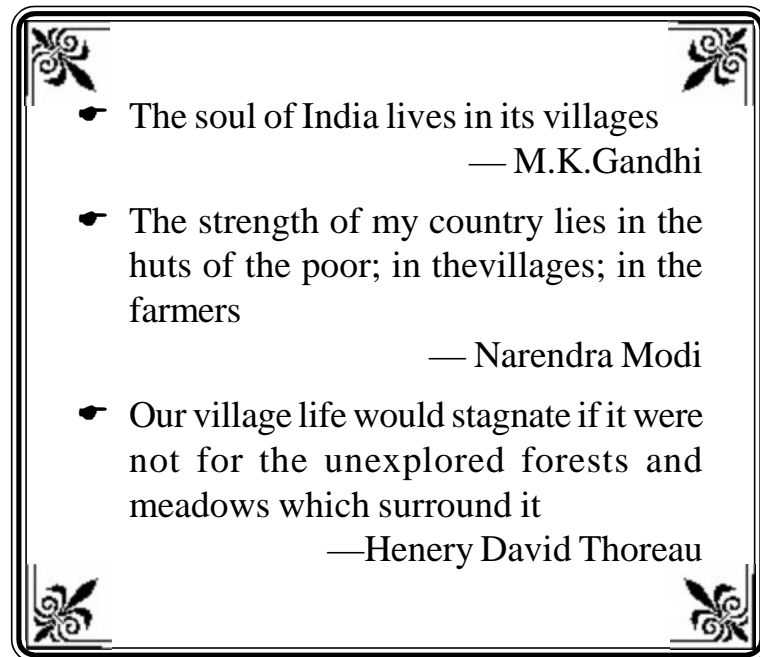 ☛ The soul of India lives in its villages
— M.K.Gandhi
☛ The strength of my country lies in the
huts of the poor; in thevillages; in the
farmers
— Narendra Modi
☛ Our village life would stagnate if it were
not for the unexplored forests and
meadows which surround it
—Henery David Thoreau